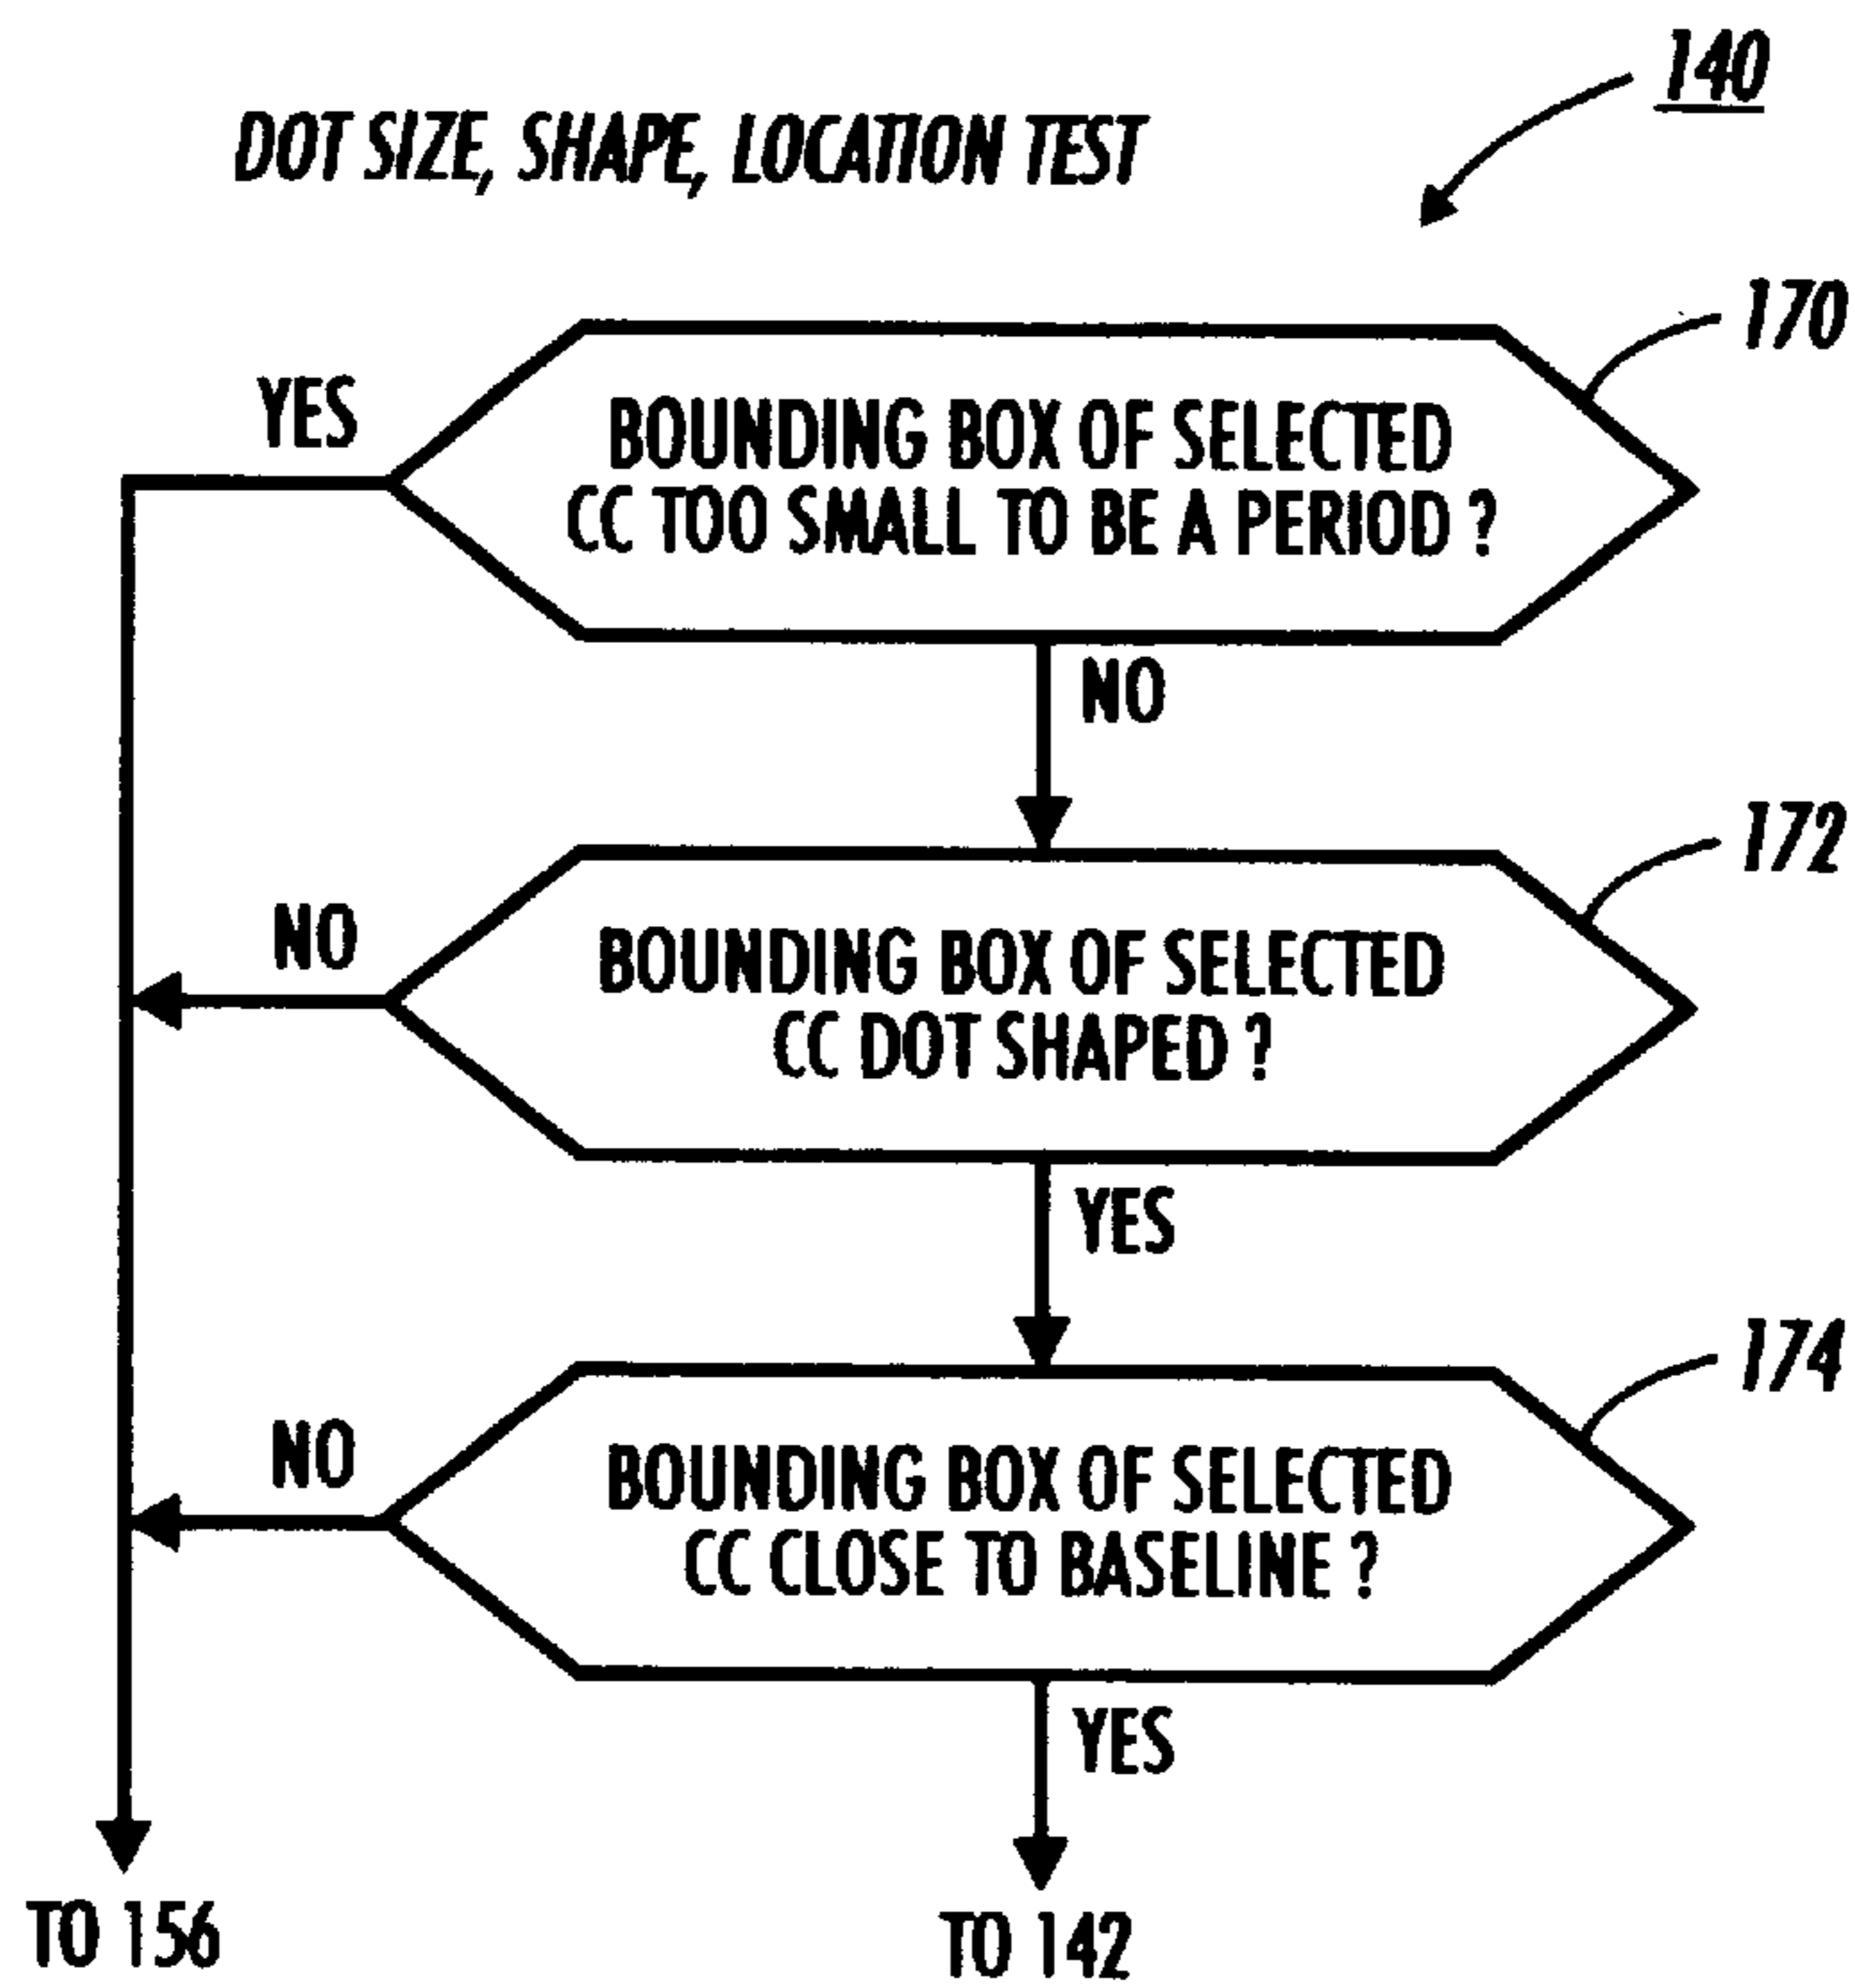 140
DOT SIZE, SHAPE, LOCATION TEST
170
YES
BOUNDING BOX OF SELECTED
CC TOO SMALL TO BE A PERIOD ?
NO
172
NO
BOUNDING BOX OF SELECTED
CC DOT SHAPED ?
YES
174
NO
BOUNDING BOX OF SELECTED
CC CLOSE TO BASELINE ?
YES
TO 156
TO 142